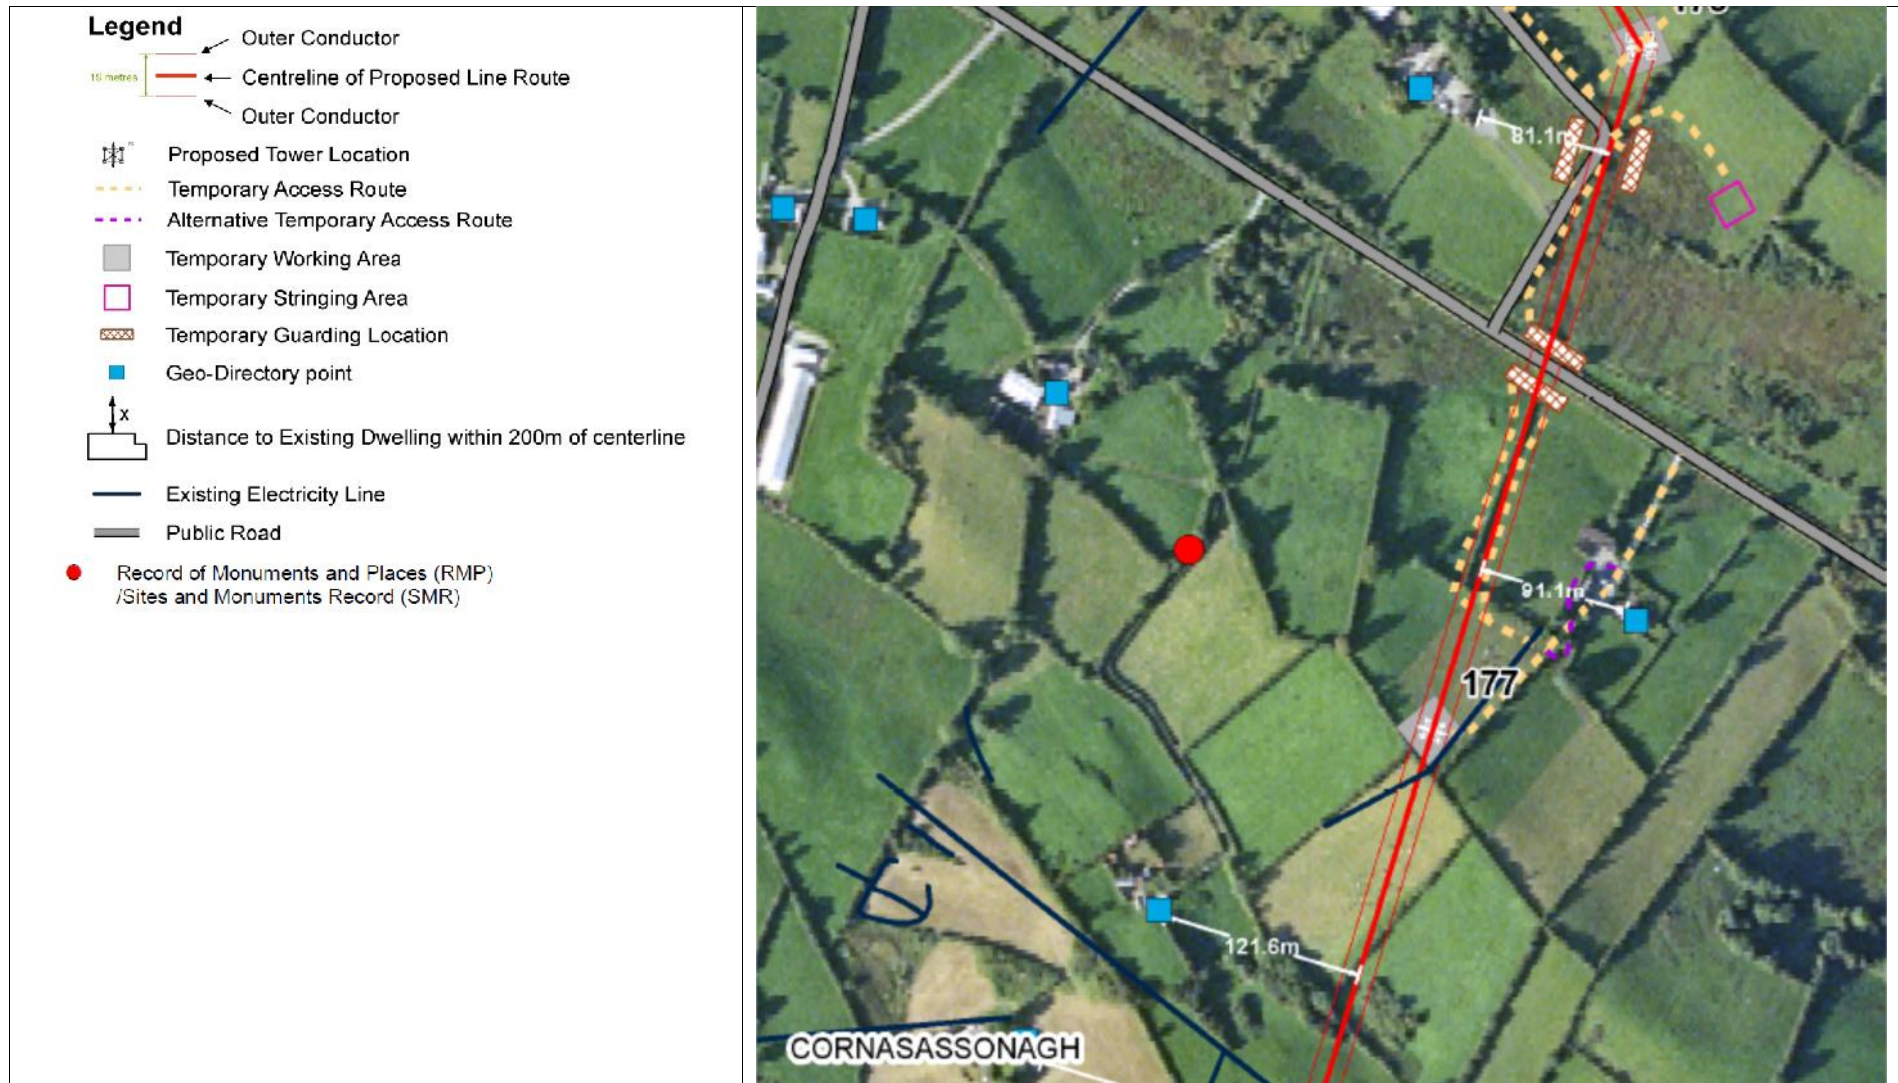 Legend
Outer Conductor
Centreline of Proposed Line Route
Outer Conductor
Proposed Tower Location
Temporary Access Route
Alternative Temporary Access Route
Temporary Working Area
Temporary Stringing Area
Temporary Guarding Location
Geo-Directory point
X
Distance to Existing Dwelling within 200m of centerline
Existing Electricity Line
Public Road
Record of Monuments and Places (RMP)
/Sites and Monuments Record (SMR)
81.1m
91.1m
177
121.6m
CORNASASSONAGH